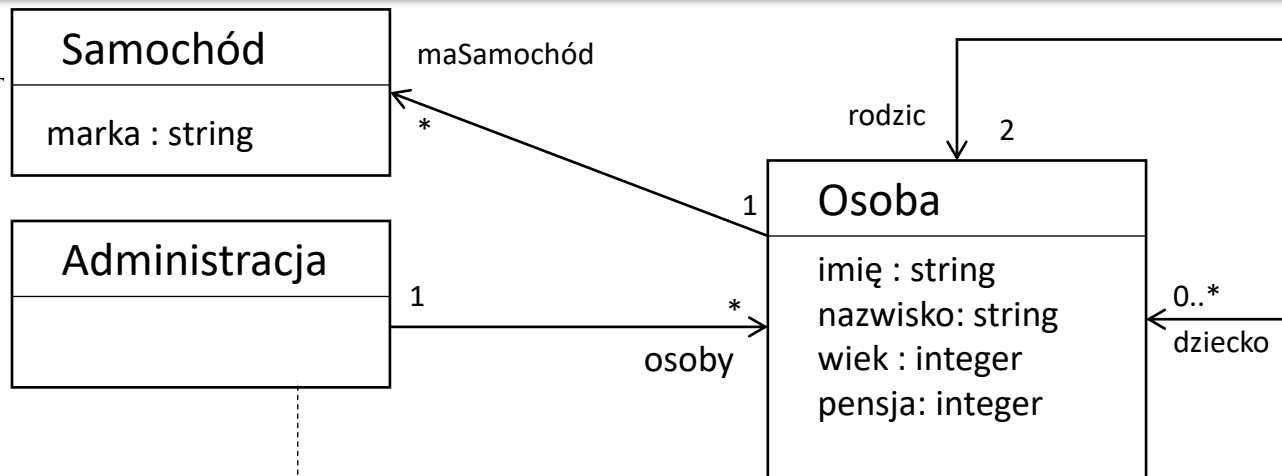 Samochód
marka : string
maSamochód
*
Administracja
1
*
osoby
rodzic
2
1
Osoba
imię : string
nazwisko: string
wiek : integer
pensja: integer
0..*
dziecko